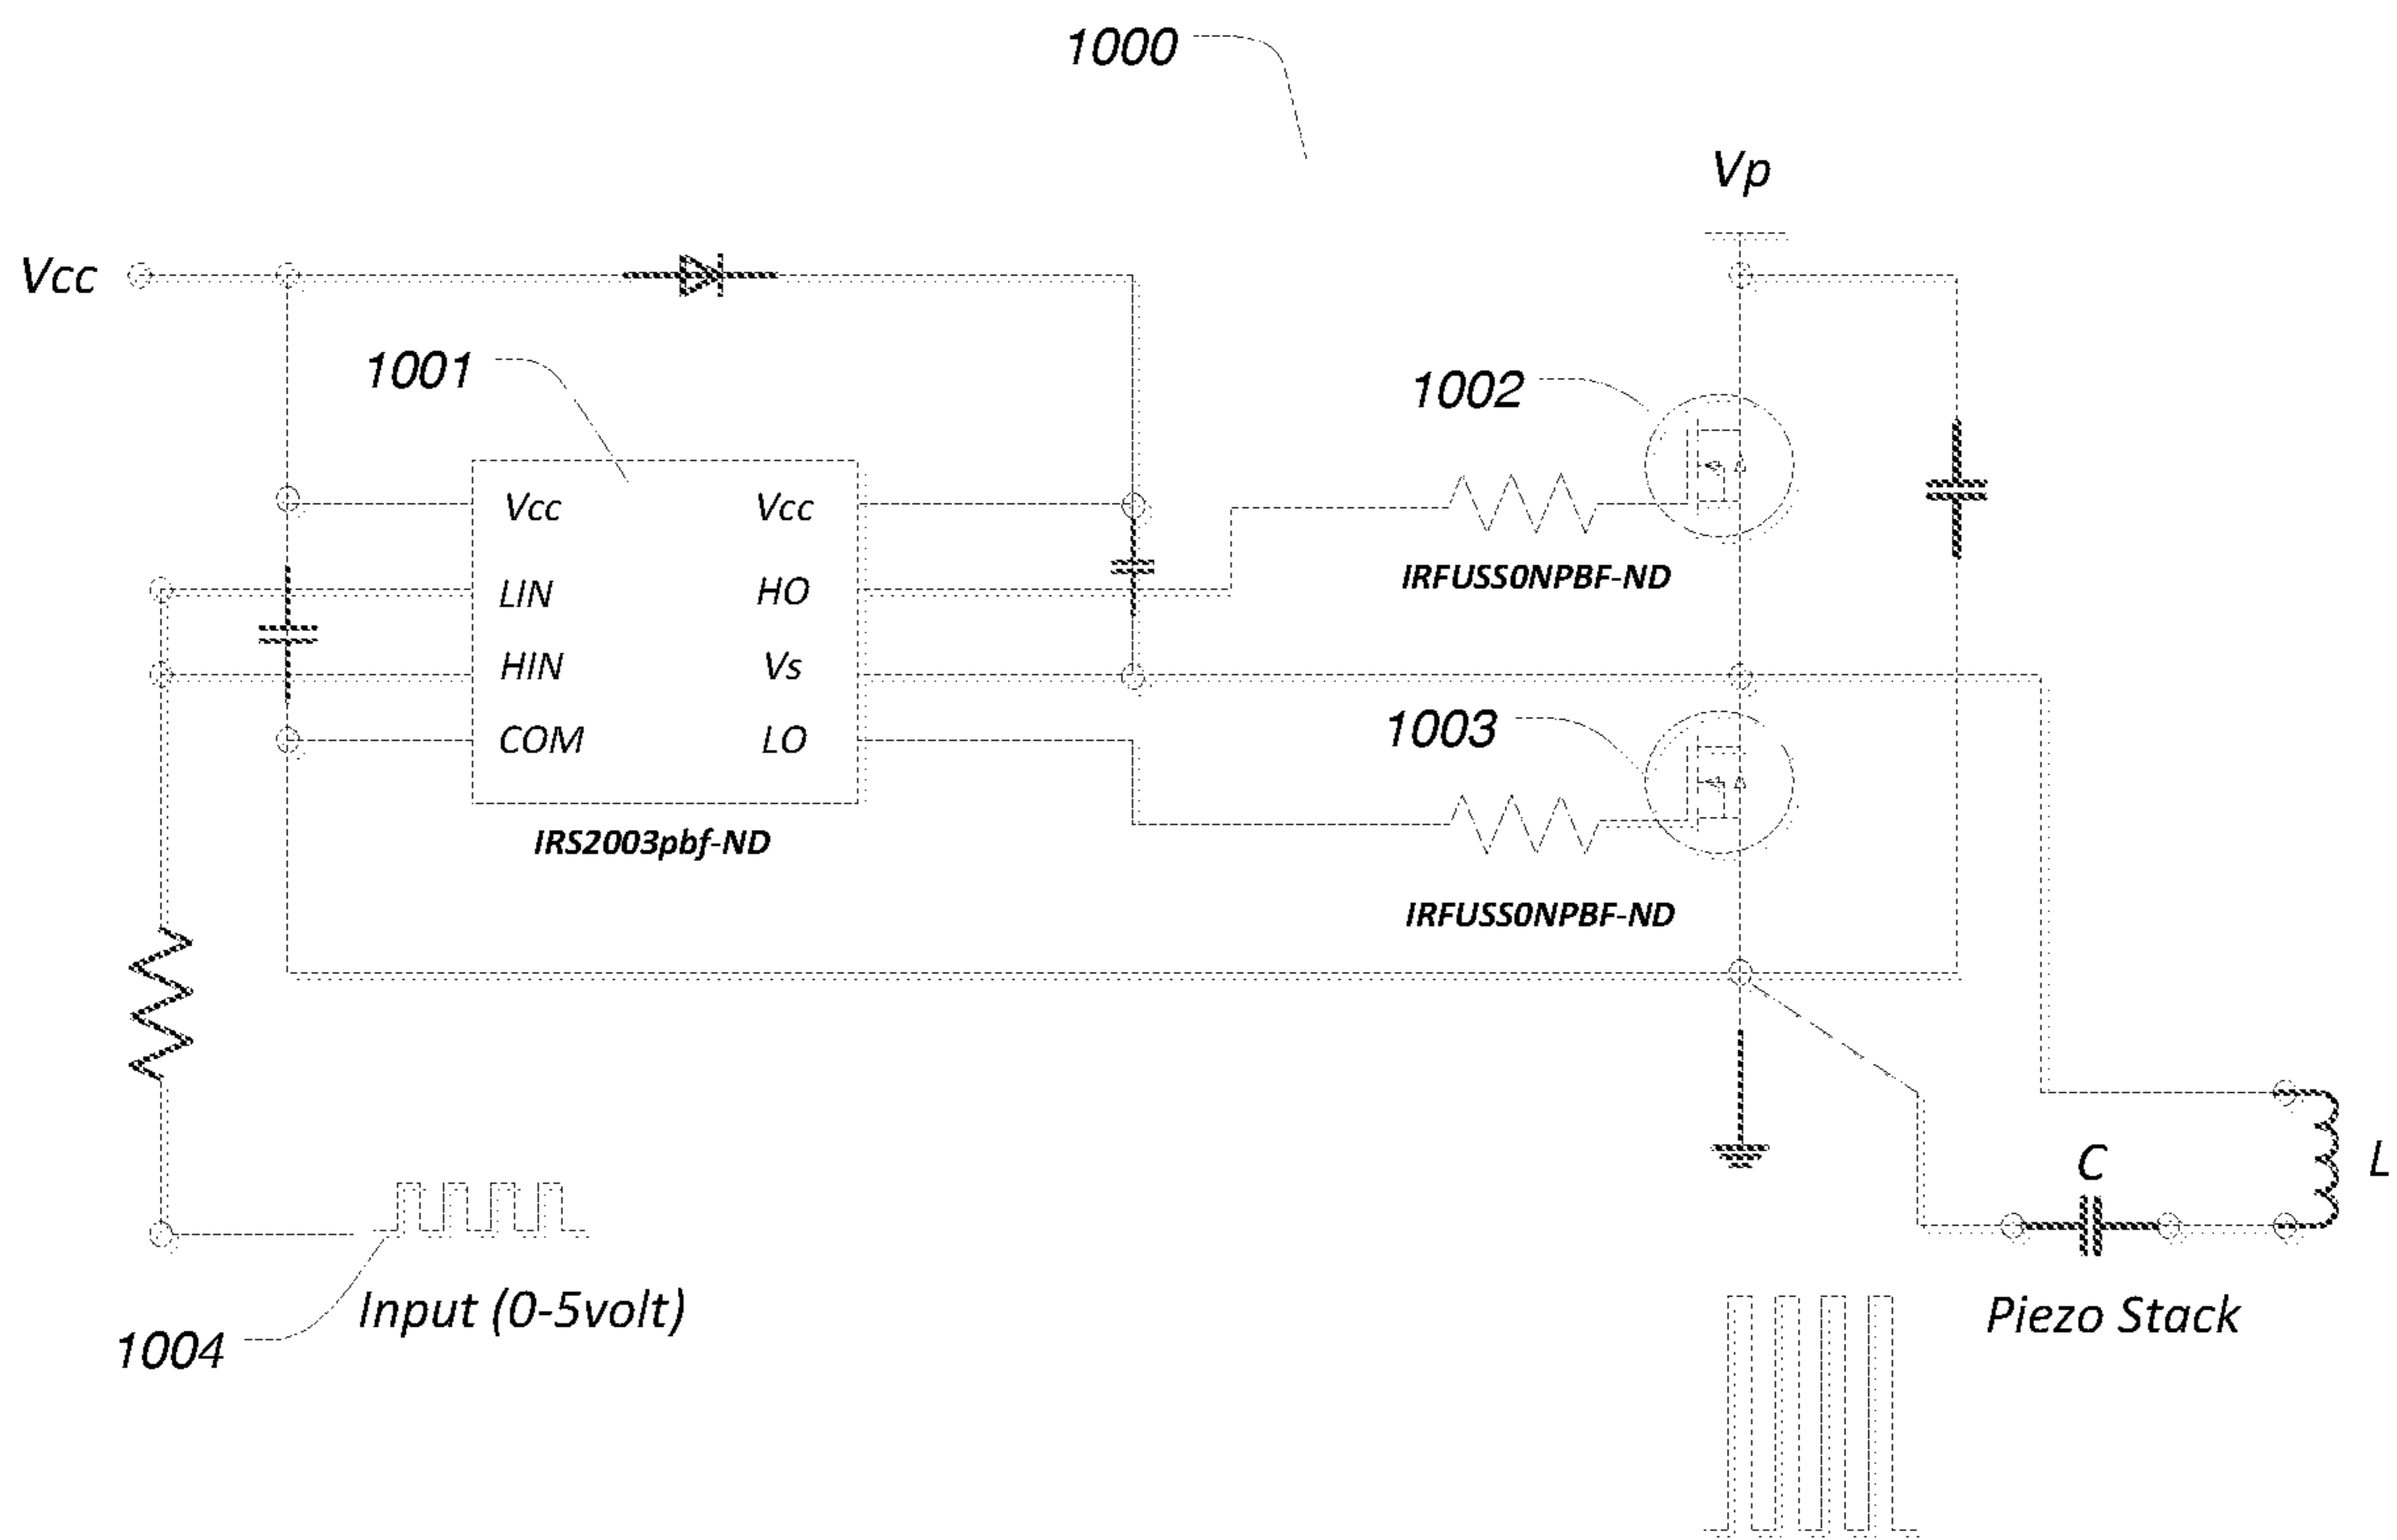 1000
Vp
Vcc
1001
1002
Vcc
Vcc
LIN
HO
IRFUSS0NPBF-ND
HIN
Vs
1003
COM
LO
IRS2003pbf-ND
IRFUSS0NPBF-ND
C
L
Input (0-5volt)
Piezo Stack
1004